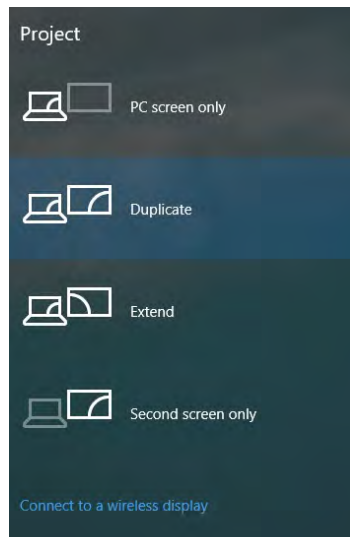 Project
PC screen only
Duplicate
Extend
Second screen only
Connect to a wireless display